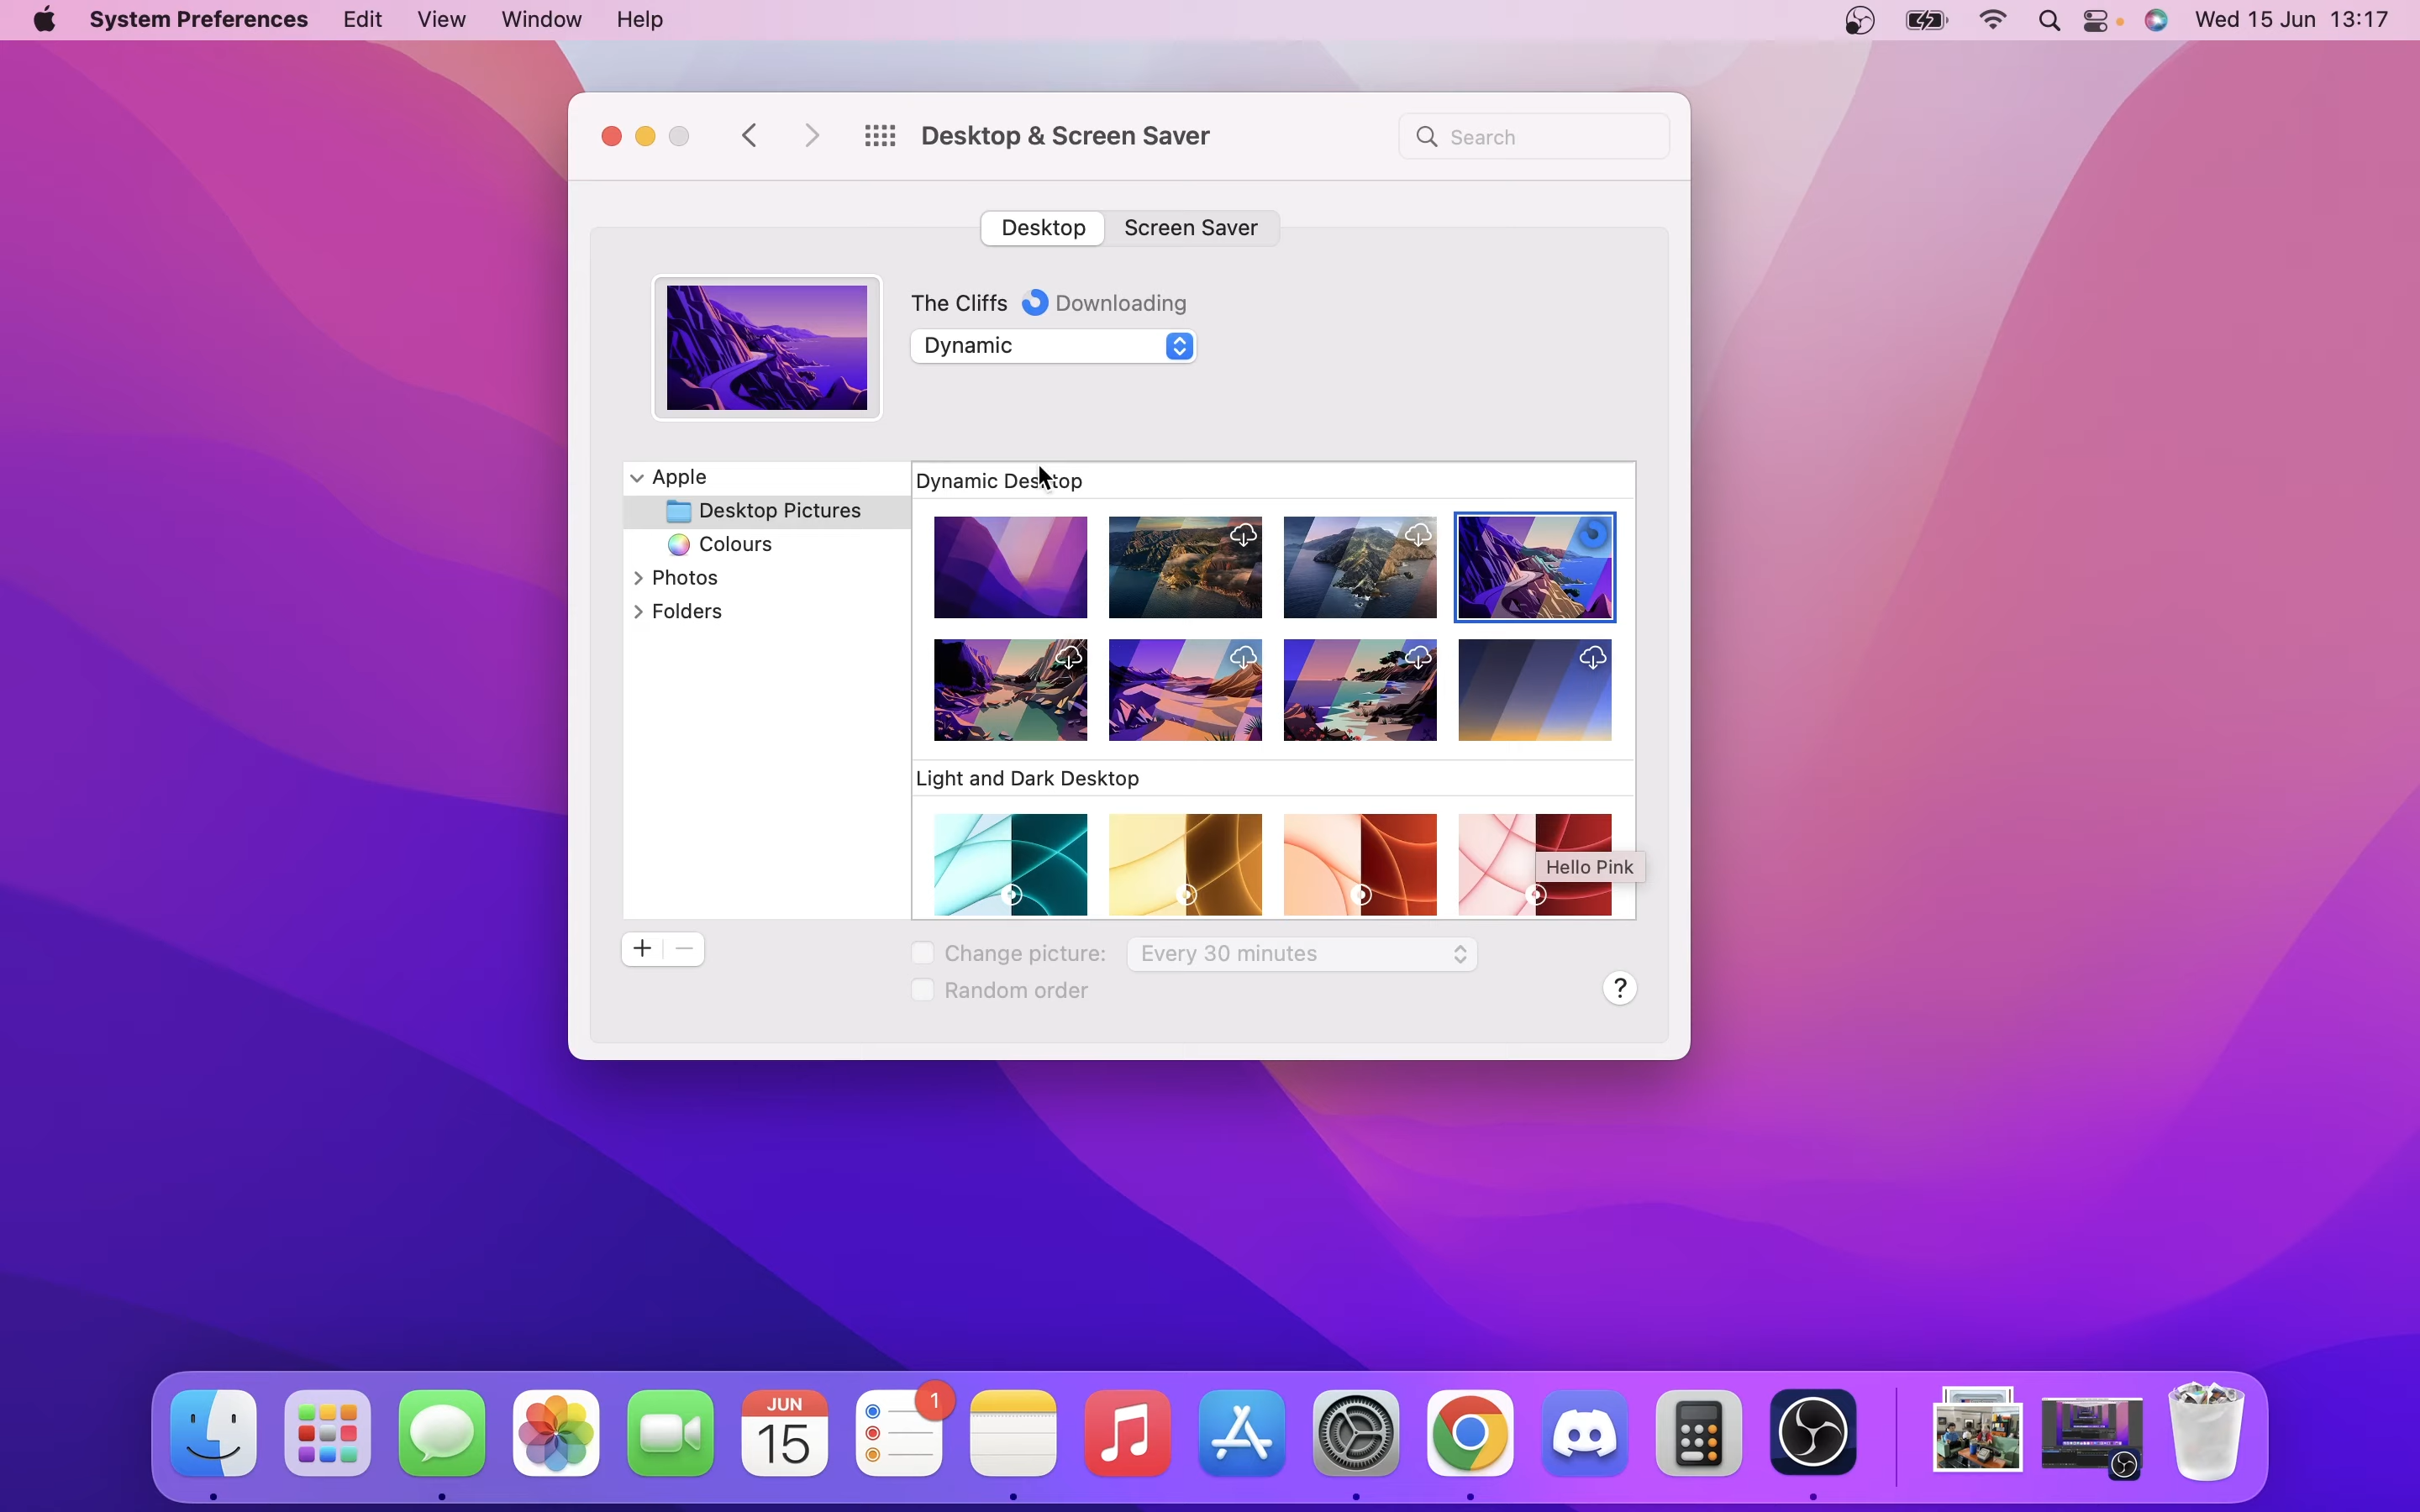 System Preferences Edit View Window Help Wed 15 Jun 13:17
Desktop & Screen Saver Search
Desktop Screen Saver
The Cliffs Downloading
Dynamic
Apple
Desktop Pictures
Colours
Photos
Folders
Dynamic Desktop
Light and Dark Desktop
Hello Pink
+ −
Change picture: Every 30 minutes
Random order
?
JUN
15
1